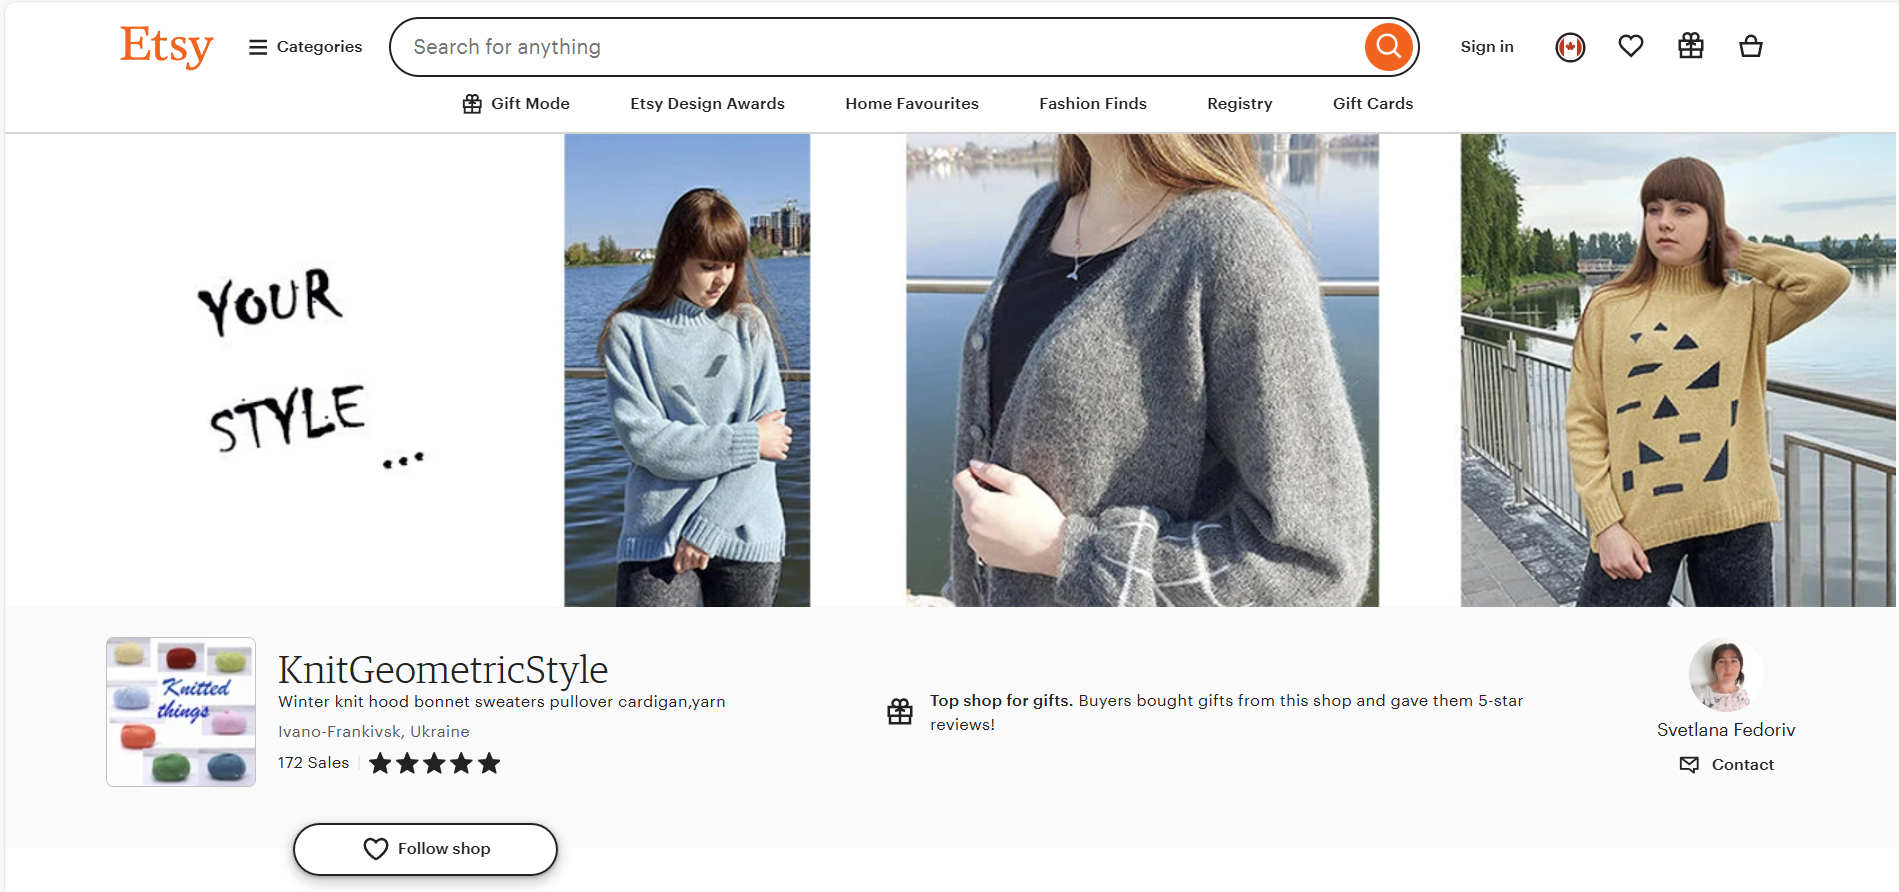 Etsy
Categories
Search for anything
Sign in
Gift Mode
Etsy Design Awards
Home Favourites
Fashion Finds
Registry
Gift Cards
YOUR
STYLE
...
Knitted
things
KnitGeometricStyle
Winter knit hood bonnet sweaters pullover cardigan,yarn
Ivano-Frankivsk, Ukraine
172 Sales
Top shop for gifts. Buyers bought gifts from this shop and gave them 5-star
reviews!
Svetlana Fedoriv
Contact
Follow shop